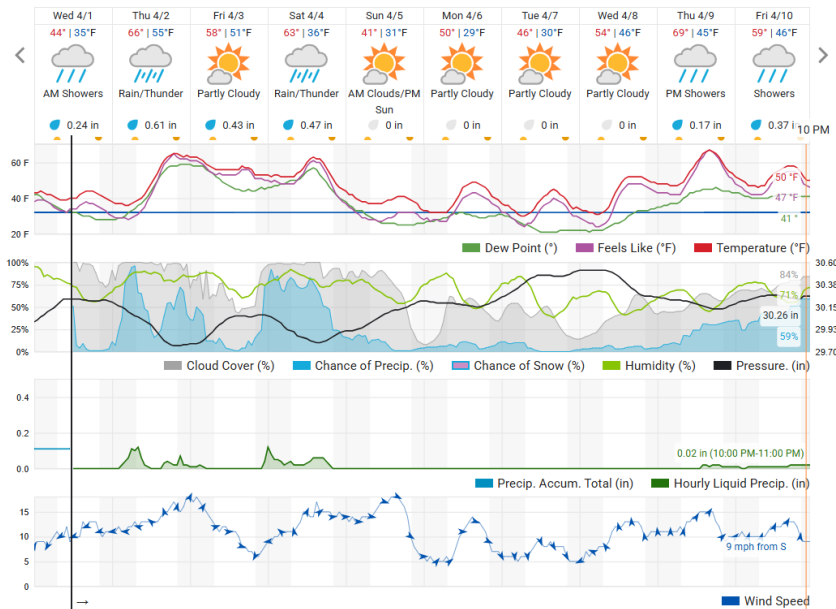 Wed 4/1 Thu 4/2 Fri 4/3 Sat 4/4 Sun 4/5 Mon 4/6 Tue 4/7 Wed 4/8 Thu 4/9 Fri 4/10
44° | 35°F 66° | 55°F 58° | 51°F 63° | 36°F 41° | 31°F 50° | 29°F 46° | 30°F 54° | 46°F 69° | 45°F 59° | 46°F
AM Showers Rain/Thunder Partly Cloudy Rain/Thunder AM Clouds/PM Sun Partly Cloudy Partly Cloudy Partly Cloudy PM Showers Showers
0.24 in 0.61 in 0.43 in 0.47 in 0 in 0 in 0 in 0 in 0.17 in 0.37 in
10 PM
60 F
50 °F
40 F
47 °F
41 °
20 F
Dew Point (°) Feels Like (°F) Temperature (°F)
100% 30.60
84%
75% 30.38
71%
50% 30.15
30.26 in
25% 29.93
59%
0% 29.70
Cloud Cover (%) Chance of Precip. (%) Chance of Snow (%) Humidity (%) Pressure. (in)
0.4
0.2
0.02 in (10:00 PM-11:00 PM)
0.0
Precip. Accum. Total (in) Hourly Liquid Precip. (in)
15
10
9 mph from S
5
0
→
Wind Speed